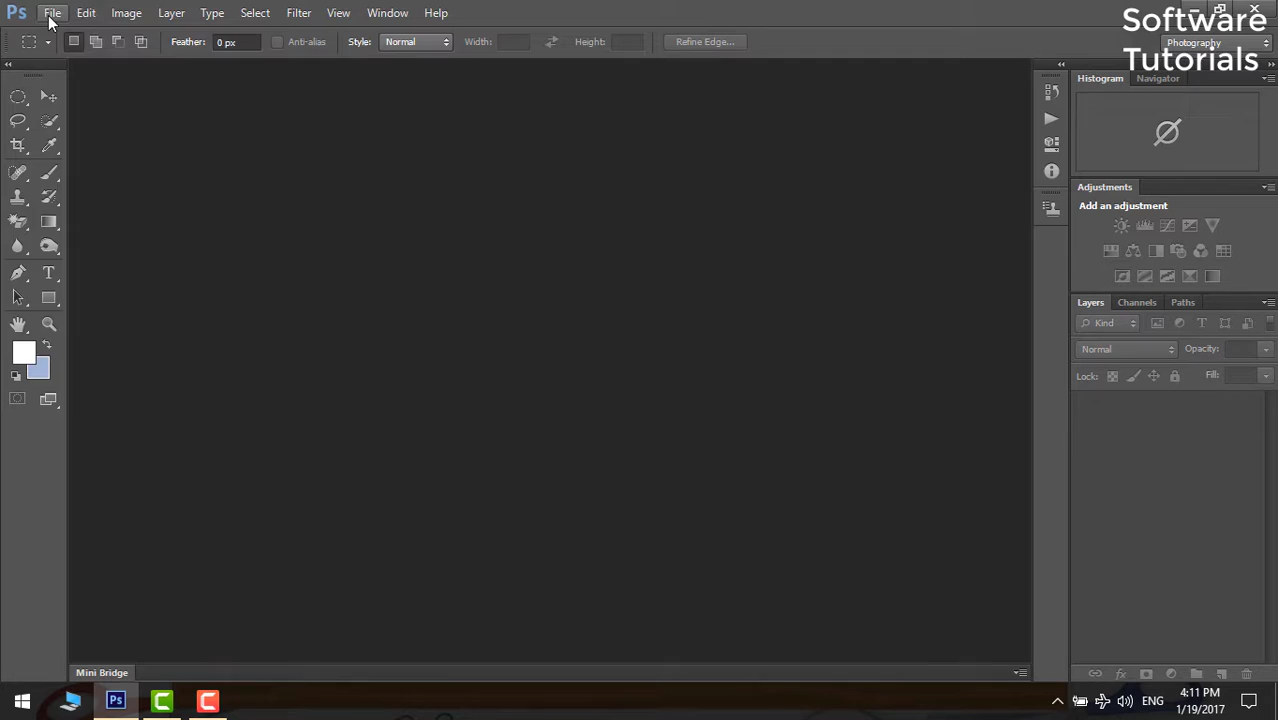 Ps File Edit Image Layer Type Select Filter View Window Help
Software
Tutorials
Feather: 0 px Anti-alias Style: Normal Width: Height: Refine Edge... Photography
Histogram Navigator
Adjustments
Add an adjustment
T
Layers Channels Paths
Kind T
Normal Opacity:
Lock: Fill:
fx
Mini Bridge
Ps C C ENG 4:11 PM
1/19/2017